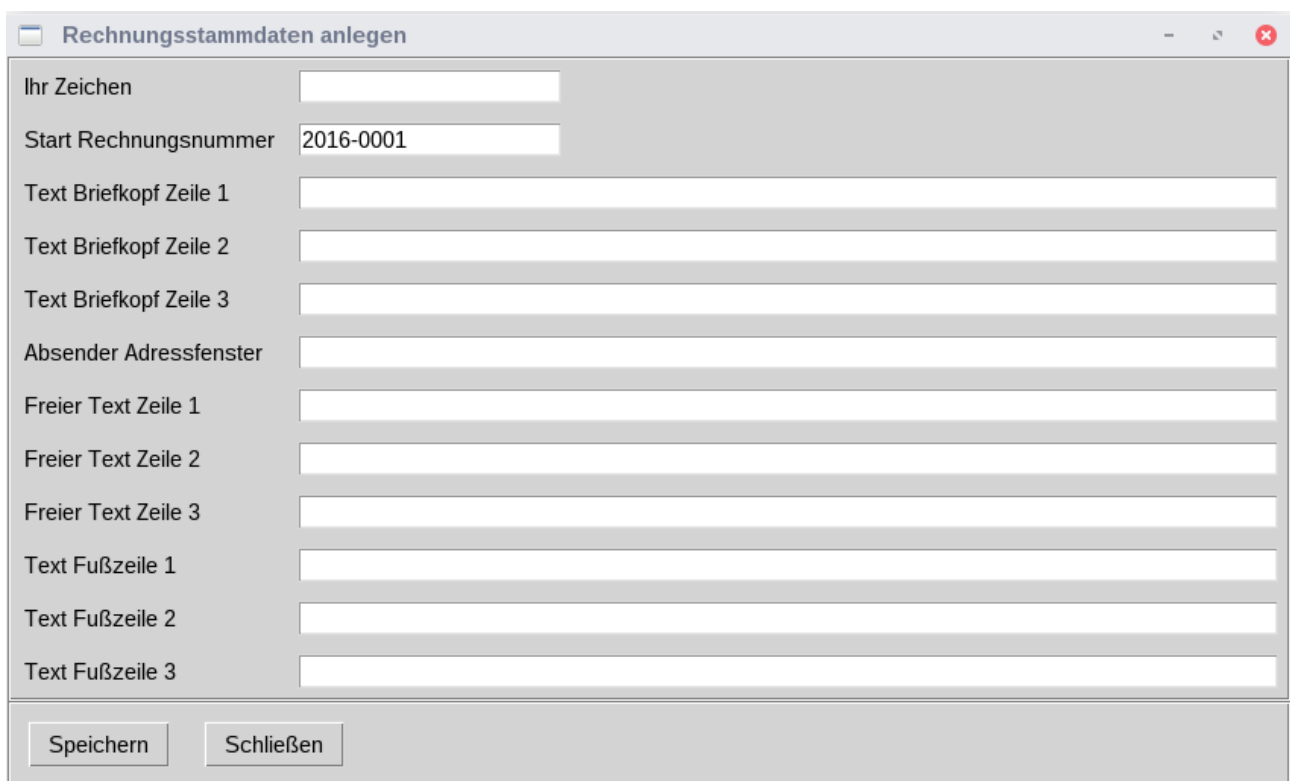 Rechnungsstammdaten anlegen
Ihr Zeichen
Start Rechnungsnummer 2016-0001
Text Briefkopf Zeile 1
Text Briefkopf Zeile 2
Text Briefkopf Zeile 3
Absender Adressfenster
Freier Text Zeile 1
Freier Text Zeile 2
Freier Text Zeile 3
Text Fußzeile 1
Text Fußzeile 2
Text Fußzeile 3
Speichern Schließen